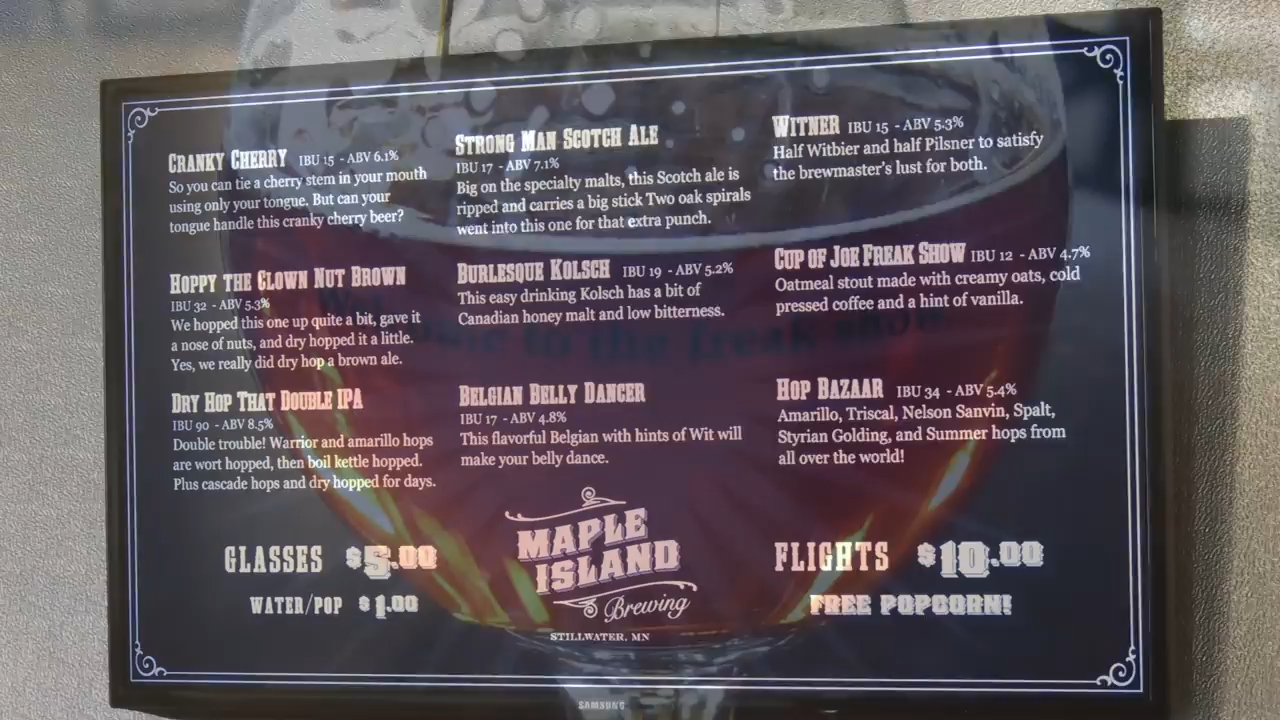 CRANKY CHERRY IBU 15 - ABV 6.1%
So you can tie a cherry stem in your mouth
using only your tongue. But can your
tongue handle this cranky cherry beer?
HOPPY THE CLOWN NUT BROWN
IBU 32 - ABV 5.3%
We hopped this one up quite a bit, gave it
a nose of nuts, and dry hopped it a little.
Yes, we really did dry hop a brown ale.
DRY HOP THAT DOUBLE IPA
IBU 90 - ABV 8.5%
Double trouble! Warrior and amarillo hops
are wort hopped, then boil kettle hopped.
Plus cascade hops and dry hopped for days.
STRONG MAN SCOTCH ALE
IBU 17 - ABV 7.1%
Big on the specialty malts, this Scotch ale is
ripped and carries a big stick Two oak spirals
went into this one for that extra punch.
BURLESQUE KOLSCH IBU 19 - ABV 5.2%
This easy drinking Kolsch has a bit of
Canadian honey malt and low bitterness.
BELGIAN BELLY DANCER
IBU 17 - ABV 4.8%
This flavorful Belgian with hints of Wit will
make your belly dance.
WITNER IBU 15 - ABV 5.3%
Half Witbier and half Pilsner to satisfy
the brewmaster's lust for both.
CUP OF JOE FREAK SHOW IBU 12 - ABV 4.7%
Oatmeal stout made with creamy oats, cold
pressed coffee and a hint of vanilla.
HOP BAZAAR IBU 34 - ABV 5.4%
Amarillo, Triscal, Nelson Sanvin, Spalt,
Styrian Golding, and Summer hops from
all over the world!
GLASSES $5.00
WATER/POP $1.00
MAPLE
ISLAND
Brewing
STILLWATER, MN
FLIGHTS $10.00
FREE POPCORN!
to the freak show
SAMSUNG